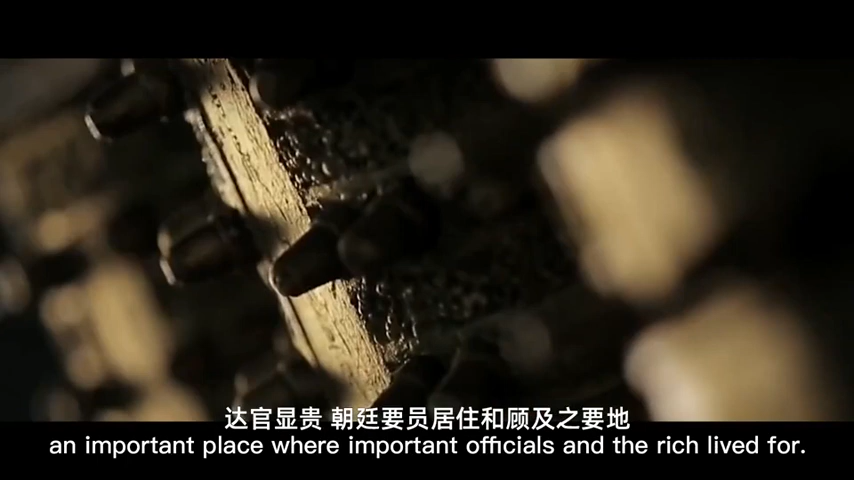 达官显贵 朝廷要员居住和顾及之要地
an important place where important officials and the rich lived for.